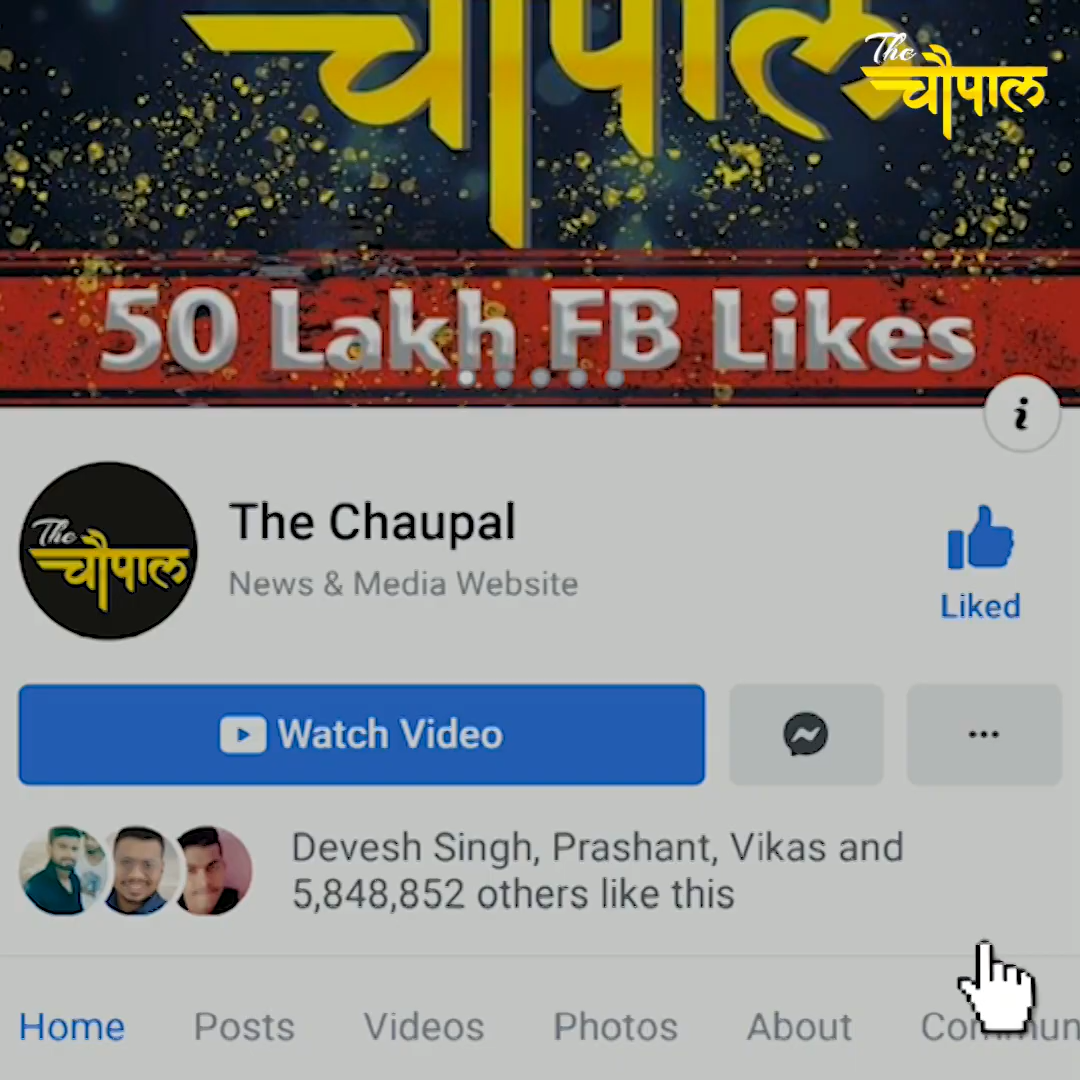 चौपाल
The
चौपाल
50 Lakh FB Likes
i
The
चौपाल
The Chaupal
News & Media Website
Liked
Watch Video
Devesh Singh, Prashant, Vikas and
5,848,852 others like this
Home Posts Videos Photos About Commun